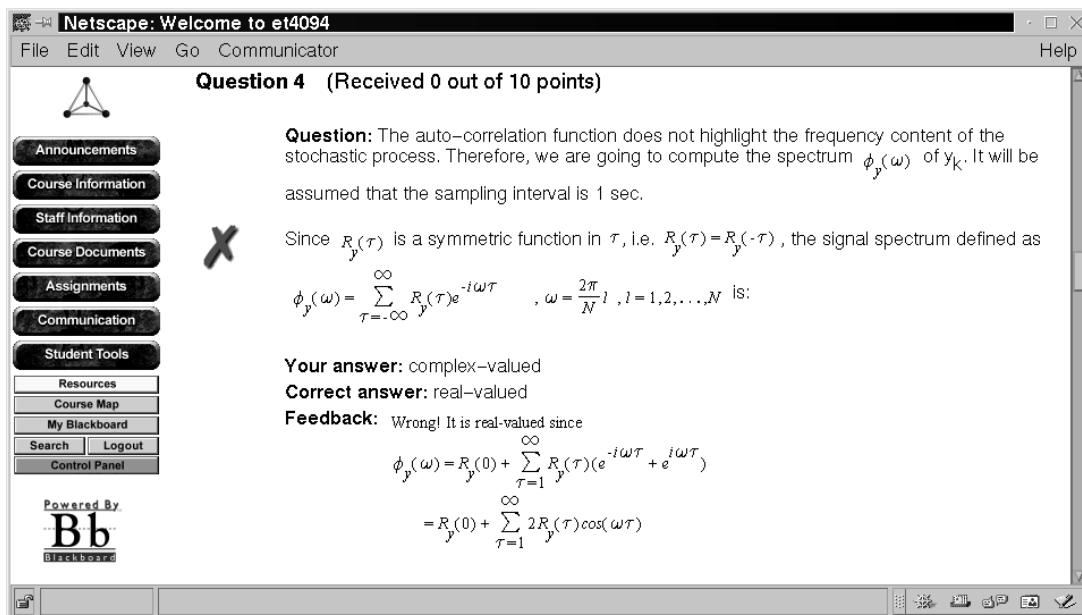 Netscape: Welcome to et4094
File Edit View Go Communicator Help
Question 4 (Received 0 out of 10 points)
Announcements
Course Information
Staff Information
Course Documents
Assignments
Communication
Student Tools
Resources
Course Map
My Blackboard
Search Logout
Control Panel
Powered By
Bb
Blackboard
Question: The auto-correlation function does not highlight the frequency content of the
stochastic process. Therefore, we are going to compute the spectrum ϕ_y(ω) of y_k. It will be
assumed that the sampling interval is 1 sec.
Since R_y(τ) is a symmetric function in τ, i.e. R_y(τ) = R_y(-τ) , the signal spectrum defined as
ϕ_y(ω) = ∑_{τ=-∞}^{∞} R_y(τ)e^{-iωτ} , ω = 2π/N l , l = 1,2,...,N is:
Your answer: complex-valued
Correct answer: real-valued
Feedback: Wrong! It is real-valued since
ϕ_y(ω) = R_y(0) + ∑_{τ=1}^{∞} R_y(τ)(e^{-iωτ} + e^{iωτ})
= R_y(0) + ∑_{τ=1}^{∞} 2R_y(τ)cos(ωτ)